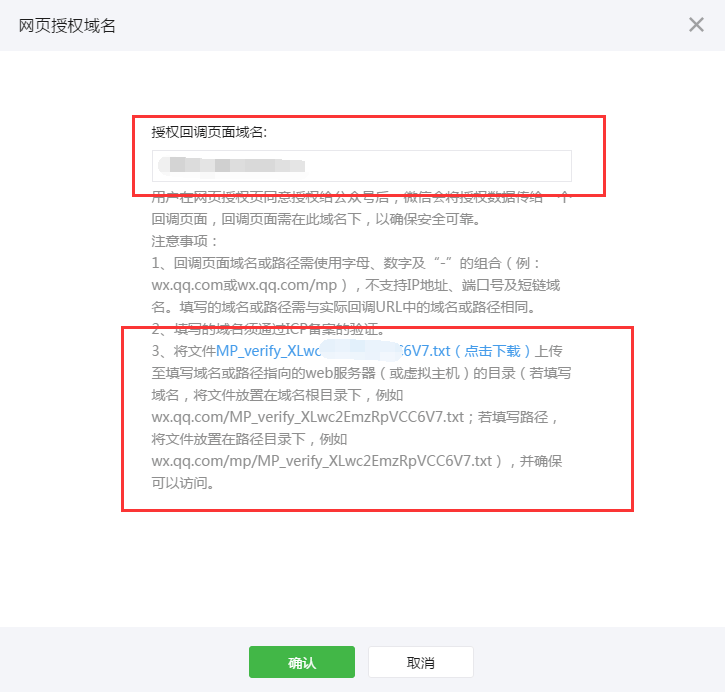 网页授权域名
授权回调页面域名:
用户在网页授权页同意授权给公众号后，微信会将授权数据传给一个
回调页面，回调页面需在此域名下，以确保安全可靠。
注意事项：
1、回调页面域名或路径需使用字母、数字及“-”的组合（例：
wx.qq.com或wx.qq.com/mp），不支持IP地址、端口号及短链域
名。填写的域名或路径需与实际回调URL中的域名或路径相同。
2、填写的域名须通过ICP备案的验证。
3、将文件MP_verify_XLwc C6V7.txt（点击下载）上传
至填写域名或路径指向的web服务器（或虚拟主机）的目录（若填写
域名，将文件放置在域名根目录下，例如
wx.qq.com/MP_verify_XLwc2EmzRpVCC6V7.txt；若填写路径，
将文件放置在路径目录下，例如
wx.qq.com/mp/MP_verify_XLwc2EmzRpVCC6V7.txt），并确保
可以访问。
确认
取消